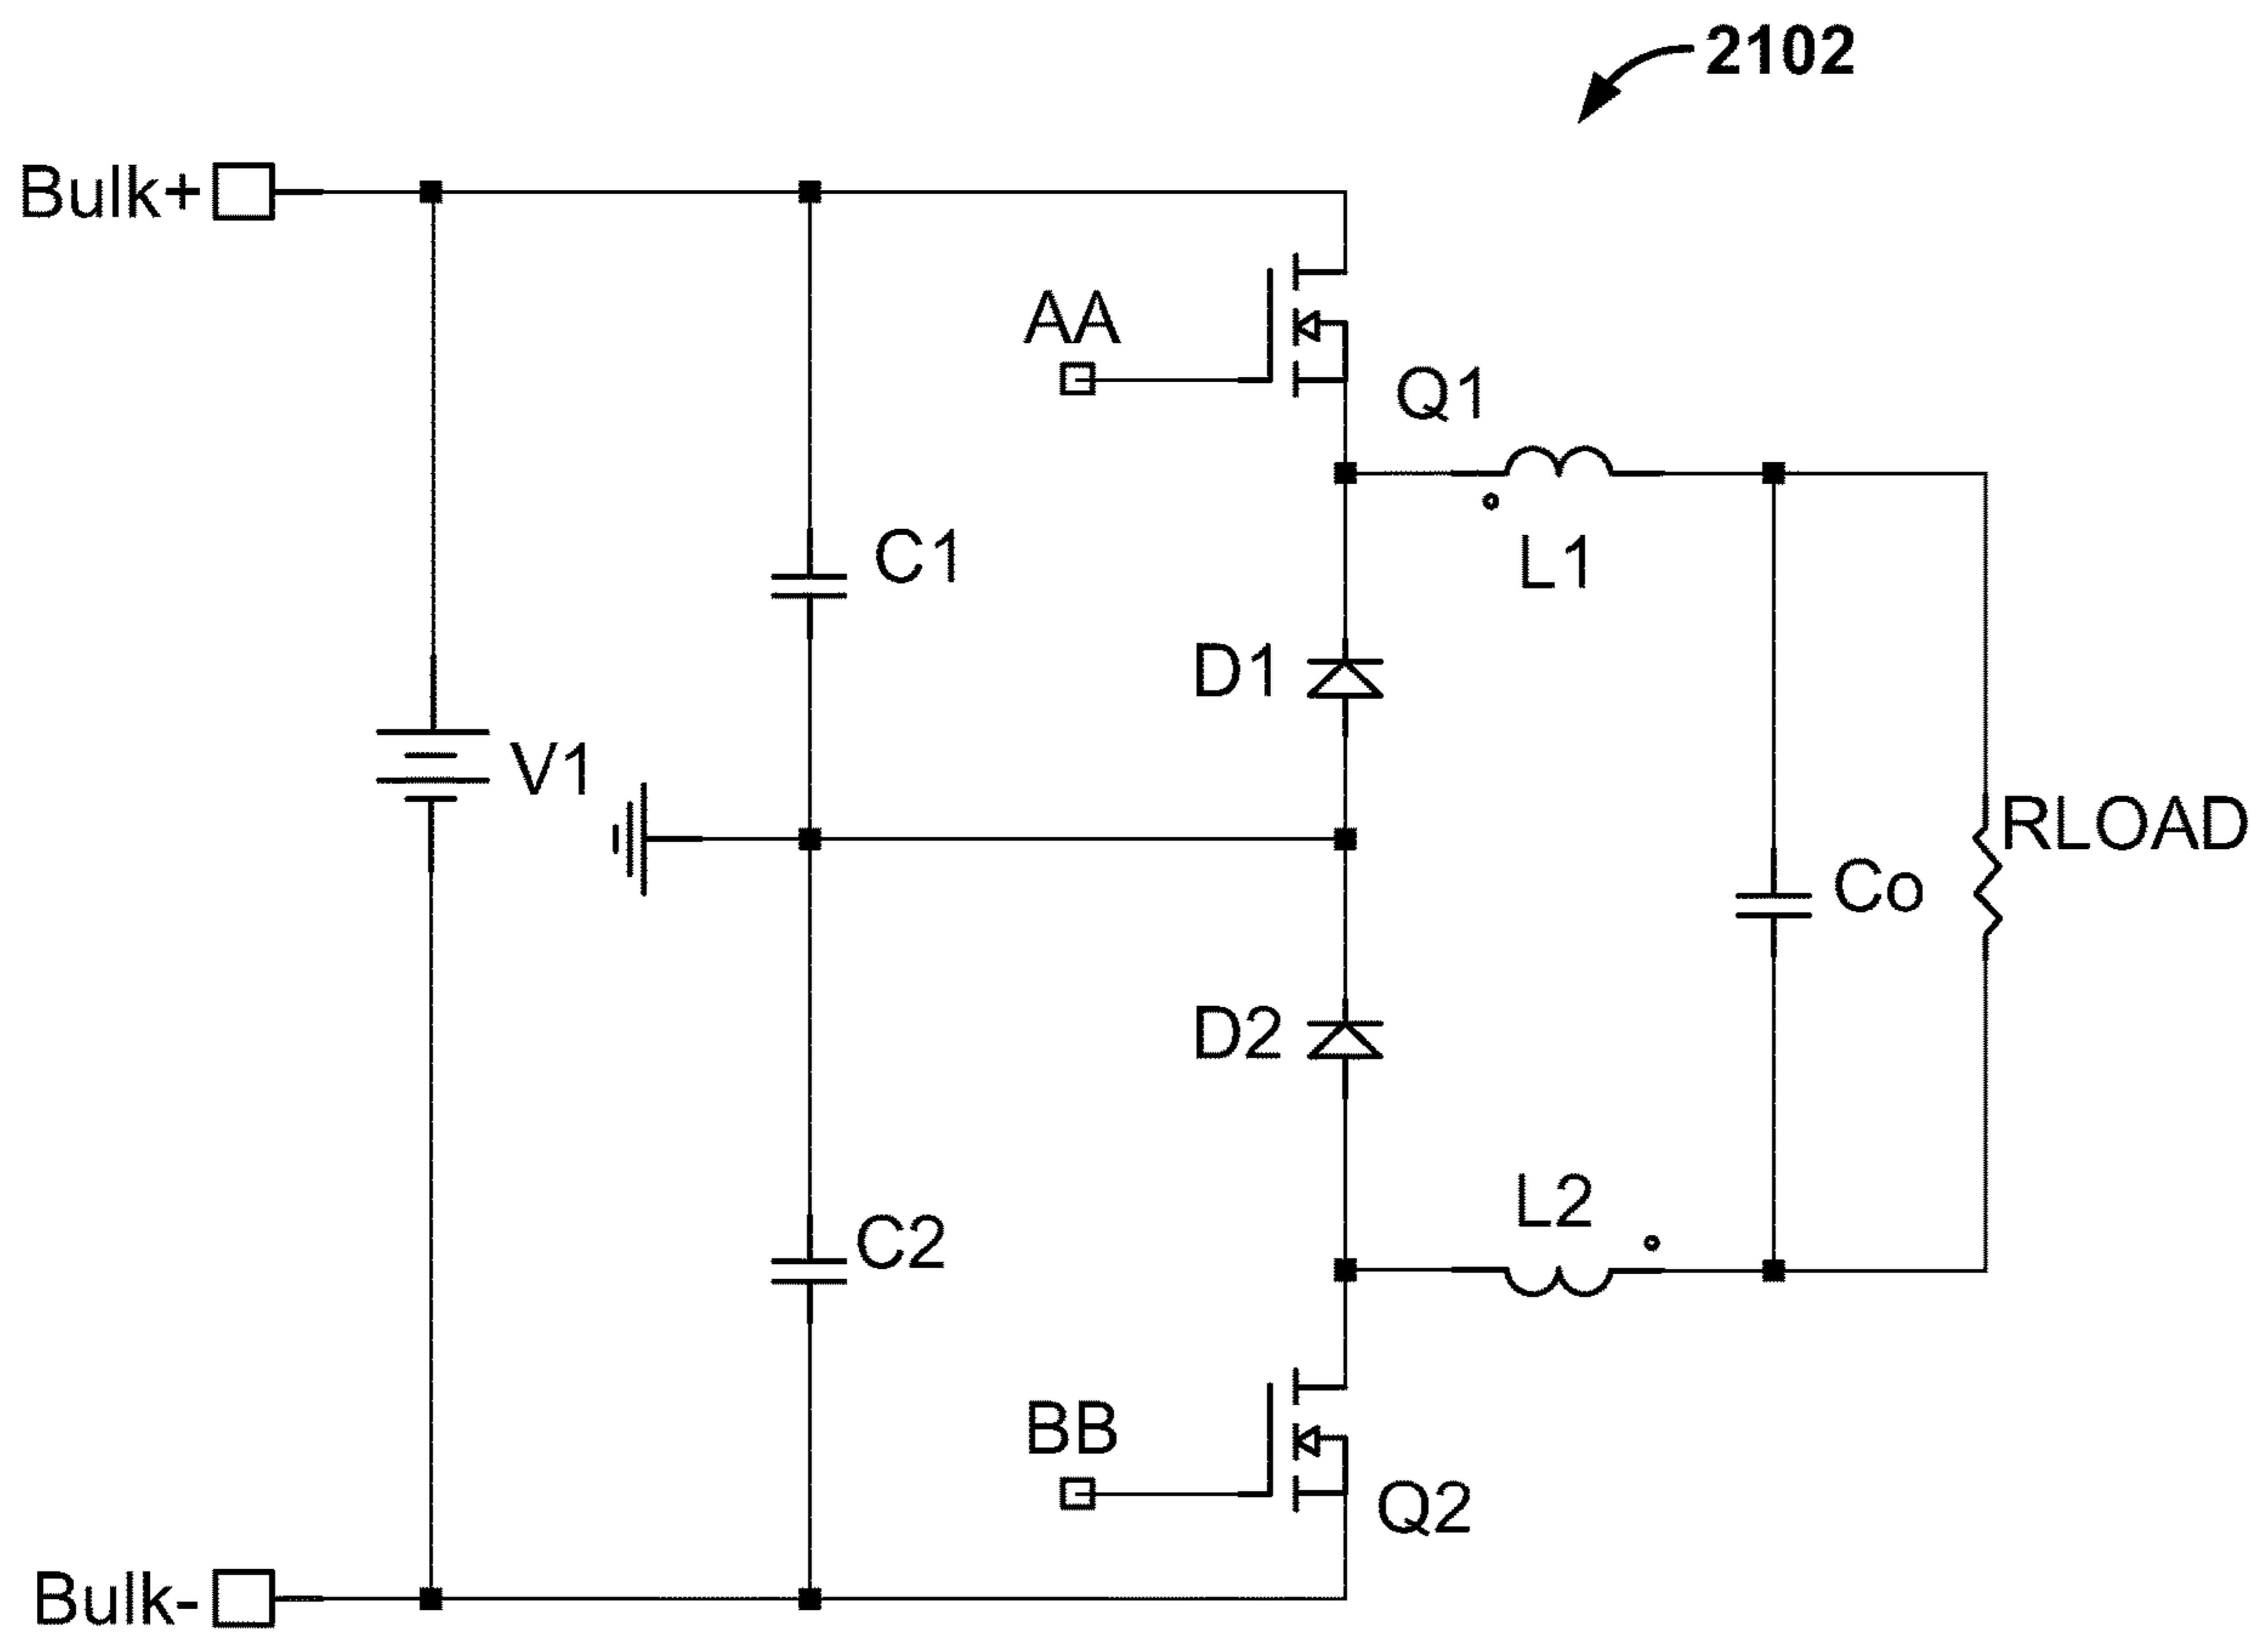 2102
Bulk+
AA
Q1
C1
L1
D1
V1
RLOAD
Co
D2
L2
C2
BB
Q2
Bulk-